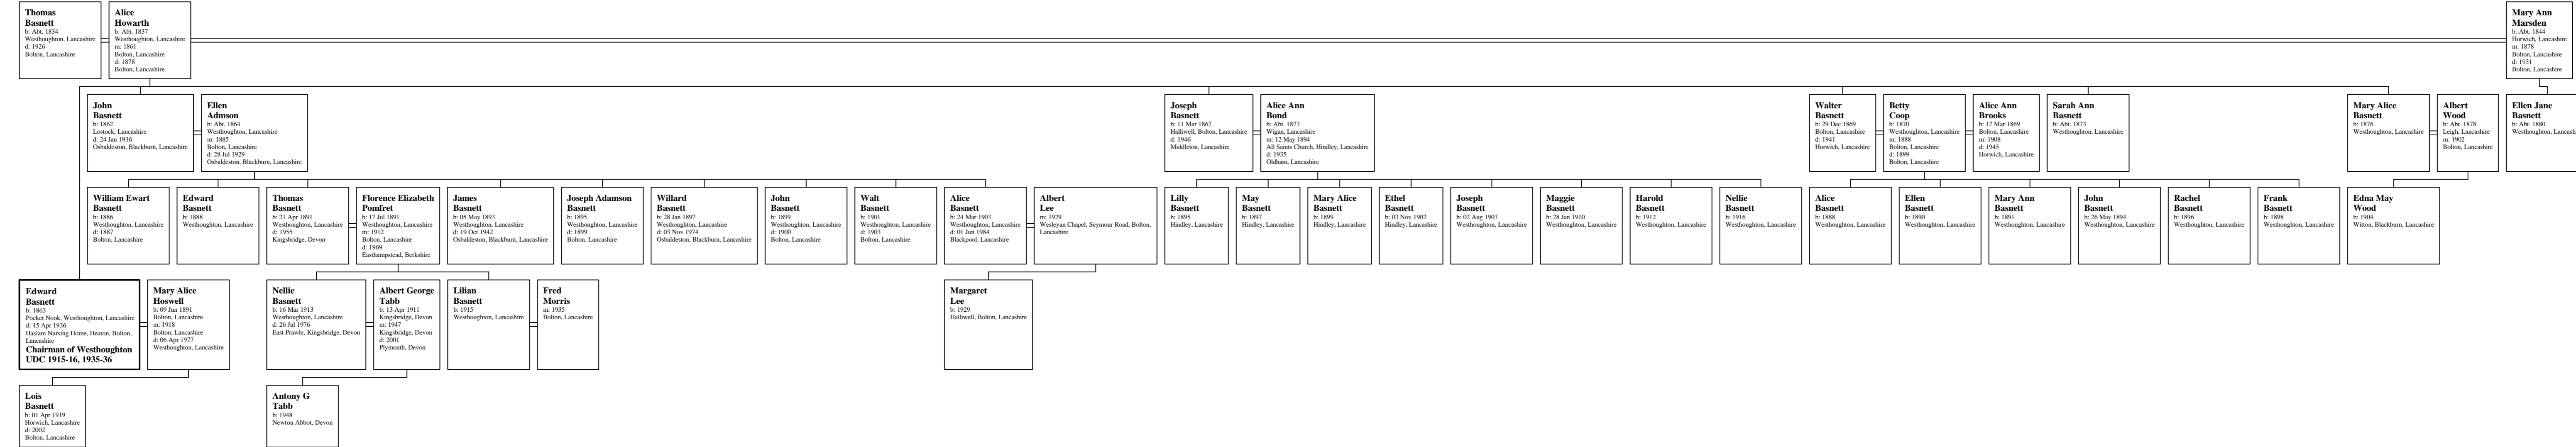 Thomas
Basnett
b: Abt. 1834
Westhoughton, Lancashire
d: 1926
Bolton, Lancashire
Alice
Howarth
b: Abt. 1837
Westhoughton, Lancashire
m: 1861
Bolton, Lancashire
d: 1878
Bolton, Lancashire
Mary Ann
Marsden
b: Abt. 1844
Horwich, Lancashire
m: 1878
Bolton, Lancashire
d: 1931
Bolton, Lancashire
John
Basnett
b: 1862
Lostock, Lancashire
d: 24 Jan 1936
Osbaldeston, Blackburn, Lancashire
Ellen
Admson
b: Abt. 1864
Westhoughton, Lancashire
m: 1885
Bolton, Lancashire
d: 28 Jul 1929
Osbaldeston, Blackburn, Lancashire
Joseph
Basnett
b: 11 Mar 1867
Halliwell, Bolton, Lancashire
d: 1946
Middleton, Lancashire
Alice Ann
Bond
b: Abt. 1873
Wigan, Lancashire
m: 12 May 1894
All Saints Church, Hindley, Lancashire
d: 1935
Oldham, Lancashire
Walter
Basnett
b: 29 Dec 1869
Bolton, Lancashire
d: 1941
Horwich, Lancashire
Betty
Coop
b: 1870
Westhoughton, Lancashire
m: 1888
Bolton, Lancashire
d: 1899
Bolton, Lancashire
Alice Ann
Brooks
b: 17 Mar 1869
Bolton, Lancashire
m: 1908
d: 1945
Horwich, Lancashire
Sarah Ann
Basnett
b: Abt. 1873
Westhoughton, Lancashire
Mary Alice
Basnett
b: 1876
Westhoughton, Lancashire
Albert
Wood
b: Abt. 1878
Leigh, Lancashire
m: 1902
Bolton, Lancashire
Ellen Jane
Basnett
b: Abt. 1880
Westhoughton, Lancash
William Ewart
Basnett
b: 1886
Westhoughton, Lancashire
d: 1887
Bolton, Lancashire
Edward
Basnett
b: 1888
Westhoughton, Lancashire
Thomas
Basnett
b: 21 Apr 1891
Westhoughton, Lancashire
d: 1955
Kingsbridge, Devon
Florence Elizabeth
Pomfret
b: 17 Jul 1891
Westhoughton, Lancashire
m: 1912
Bolton, Lancashire
d: 1969
Easthampstead, Berkshire
James
Basnett
b: 05 May 1893
Westhoughton, Lancashire
d: 19 Oct 1942
Osbaldeston, Blackburn, Lancashire
Joseph Adamson
Basnett
b: 1895
Westhoughton, Lancashire
d: 1899
Bolton, Lancashire
Willard
Basnett
b: 28 Jan 1897
Westhoughton, Lancashire
d: 03 Nov 1974
Osbaldeston, Blackburn, Lancashire
John
Basnett
b: 1899
Westhoughton, Lancashire
d: 1900
Bolton, Lancashire
Walt
Basnett
b: 1901
Westhoughton, Lancashire
d: 1903
Bolton, Lancashire
Alice
Basnett
b: 24 Mar 1903
Westhoughton, Lancashire
d: 01 Jun 1984
Blackpool, Lancashire
Albert
Lee
m: 1929
Wesleyan Chapel, Seymour Road, Bolton,
Lancashire
Lilly
Basnett
b: 1895
Hindley, Lancashire
May
Basnett
b: 1897
Hindley, Lancashire
Mary Alice
Basnett
b: 1899
Hindley, Lancashire
Ethel
Basnett
b: 03 Nov 1902
Hindley, Lancashire
Joseph
Basnett
b: 02 Aug 1903
Westhoughton, Lancashire
Maggie
Basnett
b: 28 Jan 1910
Westhoughton, Lancashire
Harold
Basnett
b: 1912
Westhoughton, Lancashire
Nellie
Basnett
b: 1916
Westhoughton, Lancashire
Alice
Basnett
b: 1888
Westhoughton, Lancashire
Ellen
Basnett
b: 1890
Westhoughton, Lancashire
Mary Ann
Basnett
b: 1891
Westhoughton, Lancashire
John
Basnett
b: 26 May 1894
Westhoughton, Lancashire
Rachel
Basnett
b: 1896
Westhoughton, Lancashire
Frank
Basnett
b: 1898
Westhoughton, Lancashire
Edna May
Wood
b: 1904
Witton, Blackburn, Lancashire
Edward
Basnett
b: 1863
Pocket Nook, Westhoughton, Lancashire
d: 15 Apr 1936
Haslam Nursing Home, Heaton, Bolton,
Lancashire
Chairman of Westhoughton
UDC 1915-16, 1935-36
Mary Alice
Hoswell
b: 09 Jun 1891
Bolton, Lancashire
m: 1918
Bolton, Lancashire
d: 06 Apr 1977
Westhoughton, Lancashire
Nellie
Basnett
b: 16 Mar 1913
Westhoughton, Lancashire
d: 26 Jul 1976
East Prawle, Kingsbridge, Devon
Albert George
Tabb
b: 13 Apr 1911
Kingsbridge, Devon
m: 1947
Kingsbridge, Devon
d: 2001
Plymouth, Devon
Lilian
Basnett
b: 1915
Westhoughton, Lancashire
Fred
Morris
m: 1935
Bolton, Lancashire
Margaret
Lee
b: 1929
Halliwell, Bolton, Lancashire
Lois
Basnett
b: 01 Apr 1919
Horwich, Lancashire
d: 2002
Bolton, Lancashire
Antony G
Tabb
b: 1948
Newton Abbot, Devon